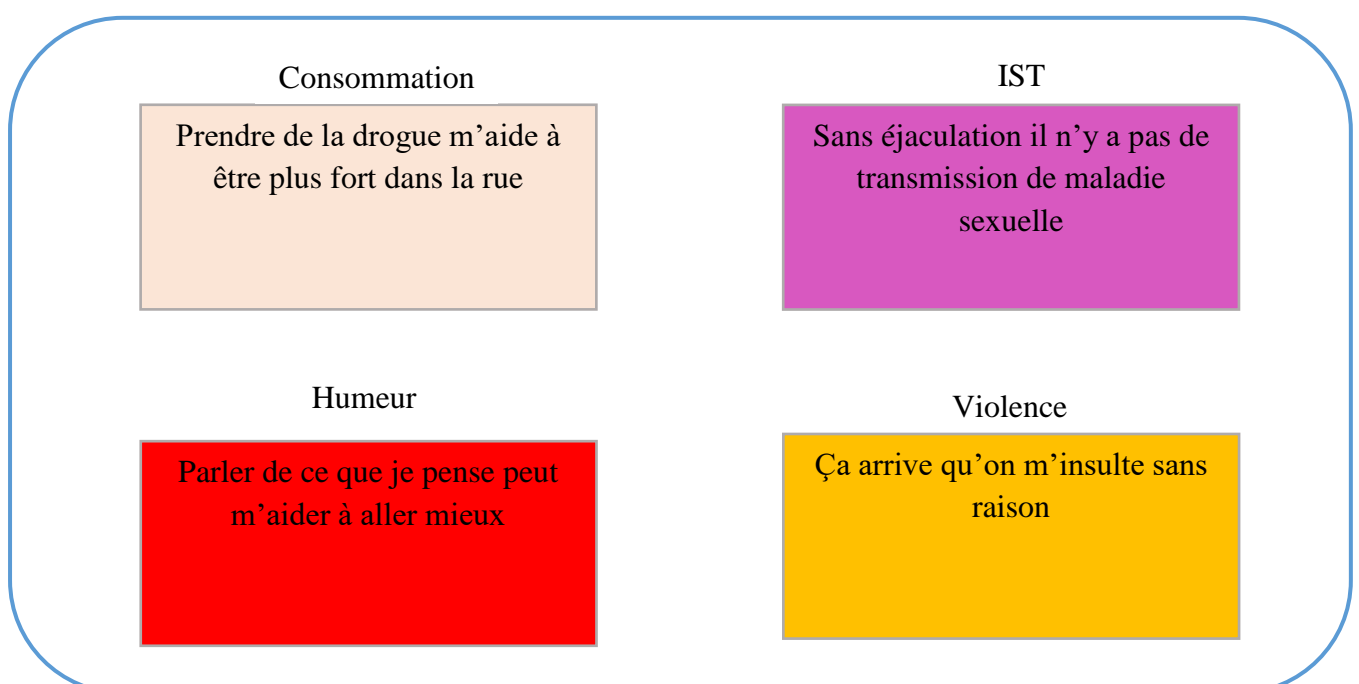 Consommation
Prendre de la drogue m’aide à
être plus fort dans la rue
IST
Sans éjaculation il n’y a pas de
transmission de maladie
sexuelle
Humeur
Parler de ce que je pense peut
m’aider à aller mieux
Violence
Ça arrive qu’on m’insulte sans
raison